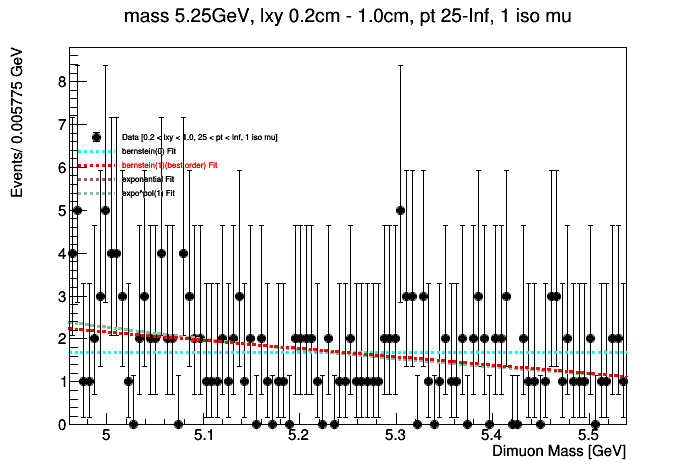 mass 5.25GeV, lxy 0.2cm - 1.0cm, pt 25-Inf, 1 iso mu
Events/ 0.005775 GeV
8
7
6
5
4
3
2
1
0
Data [0.2 < lxy < 1.0, 25 < pt < Inf, 1 iso mu]
bernstein(0) Fit
bernstein(1)(best order) Fit
exponential Fit
expo*pol(1) Fit
5
5.1
5.2
5.3
5.4
5.5
Dimuon Mass [GeV]